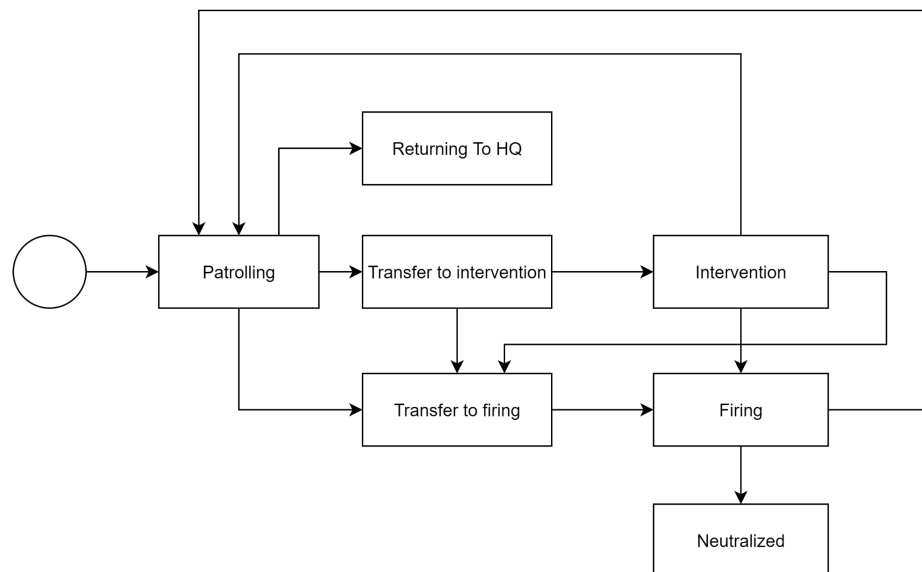 Returning To HQ
Patrolling
Transfer to intervention
Intervention
Transfer to firing
Firing
Neutralized